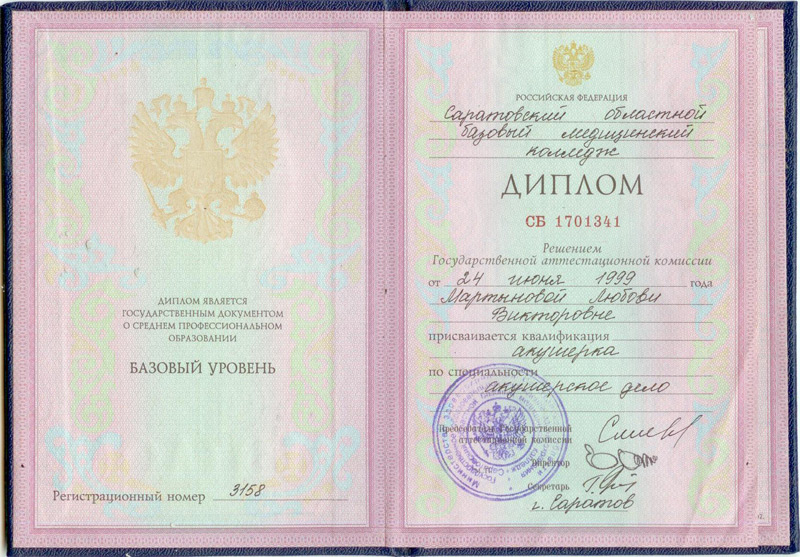 ДИПЛОМ ЯВЛЯЕТСЯ
ГОСУДАРСТВЕННЫМ ДОКУМЕНТОМ
О СРЕДНЕМ ПРОФЕССИОНАЛЬНОМ
ОБРАЗОВАНИИ
БАЗОВЫЙ УРОВЕНЬ
Регистрационный номер 3158
РОССИЙСКАЯ ФЕДЕРАЦИЯ
Саратовский областной
базовый медицинский
колледж
ДИПЛОМ
СБ 1701341
Решением
Государственной аттестационной комиссии
от 24 июня 1999 года
Мартыновой Любови
Викторовне
присваивается квалификация
акушерка
по специальности
акушерское дело
Председатель Государственной
аттестационной комиссии
Директор
Секретарь
г. Саратов